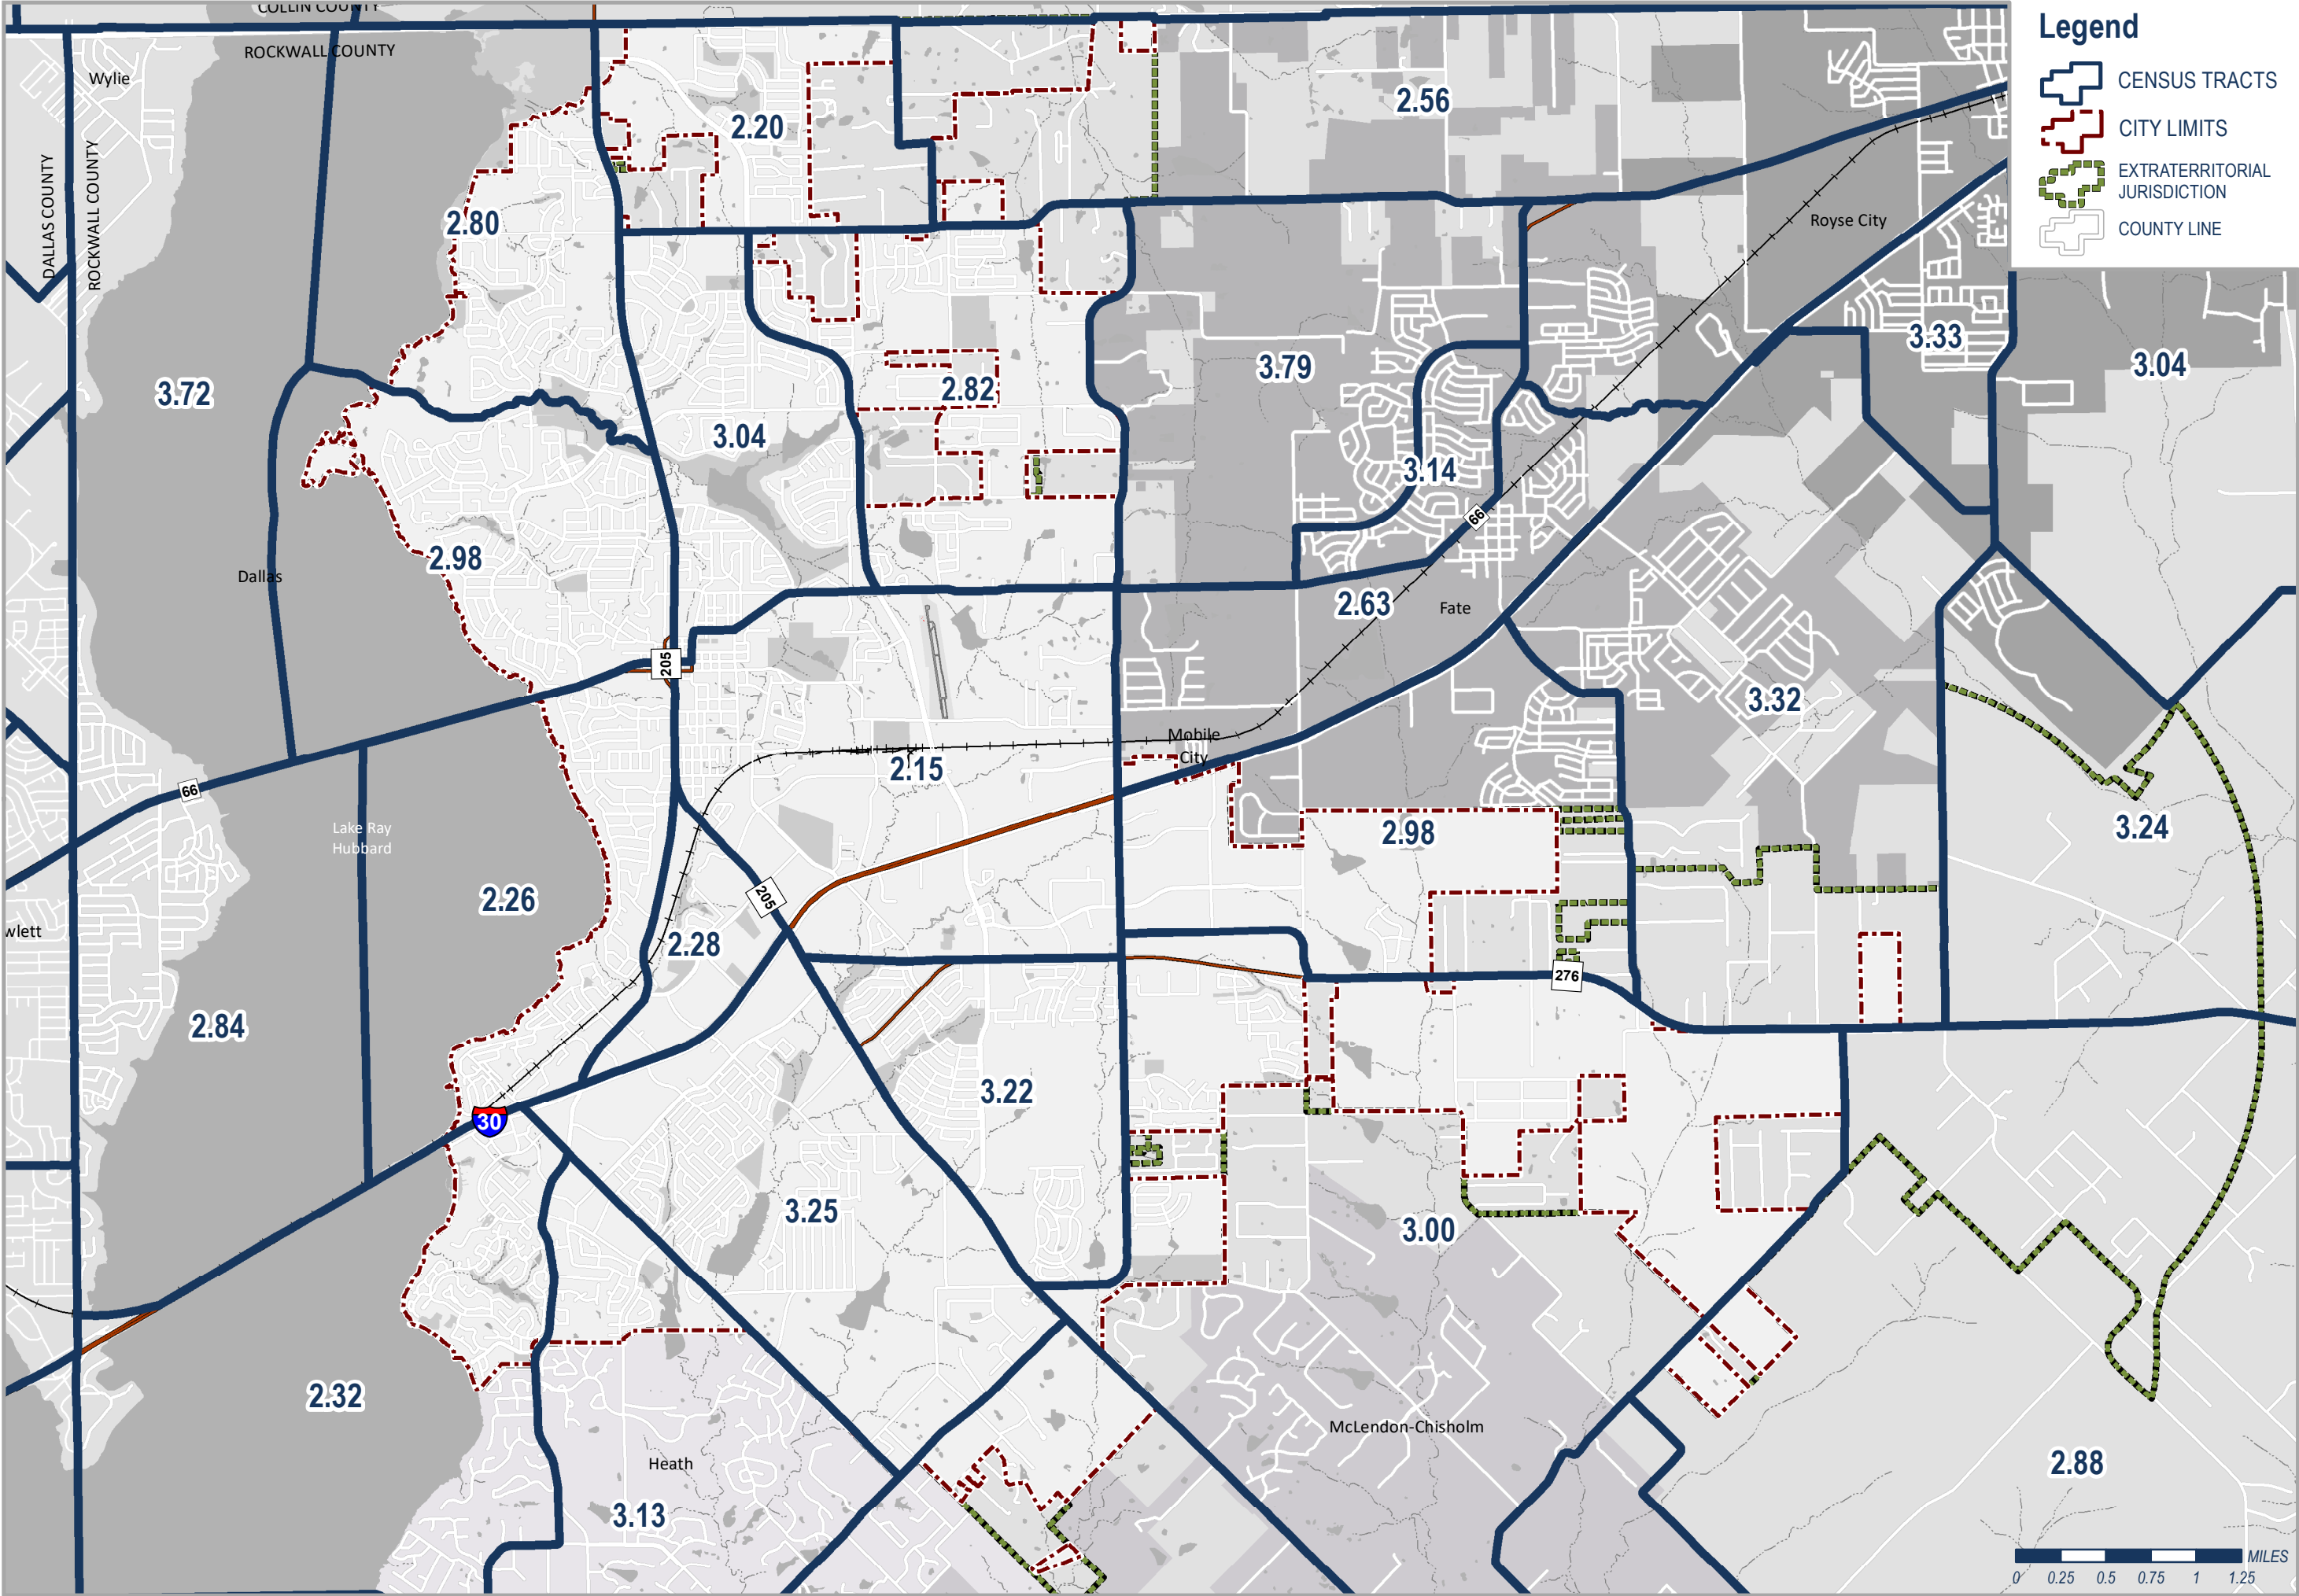 COLLIN COUNTY
ROCKWALL COUNTY
Wylie
DALLAS COUNTY
ROCKWALL COUNTY
Legend
CENSUS TRACTS
CITY LIMITS
EXTRATERRITORIAL
JURISDICTION
COUNTY LINE
2.56
2.20
2.80
Royse City
3.33
3.04
3.79
3.72
2.82
3.04
3.14
66
2.98
Dallas
2.63
Fate
205
3.32
Mobile
City
2.15
66
Lake Ray
Hubbard
2.98
3.24
2.26
205
wlett
2.28
276
2.84
3.22
30
3.25
3.00
2.32
McLendon-Chisholm
Heath
2.88
3.13
MILES
0 0.25 0.5 0.75 1 1.25